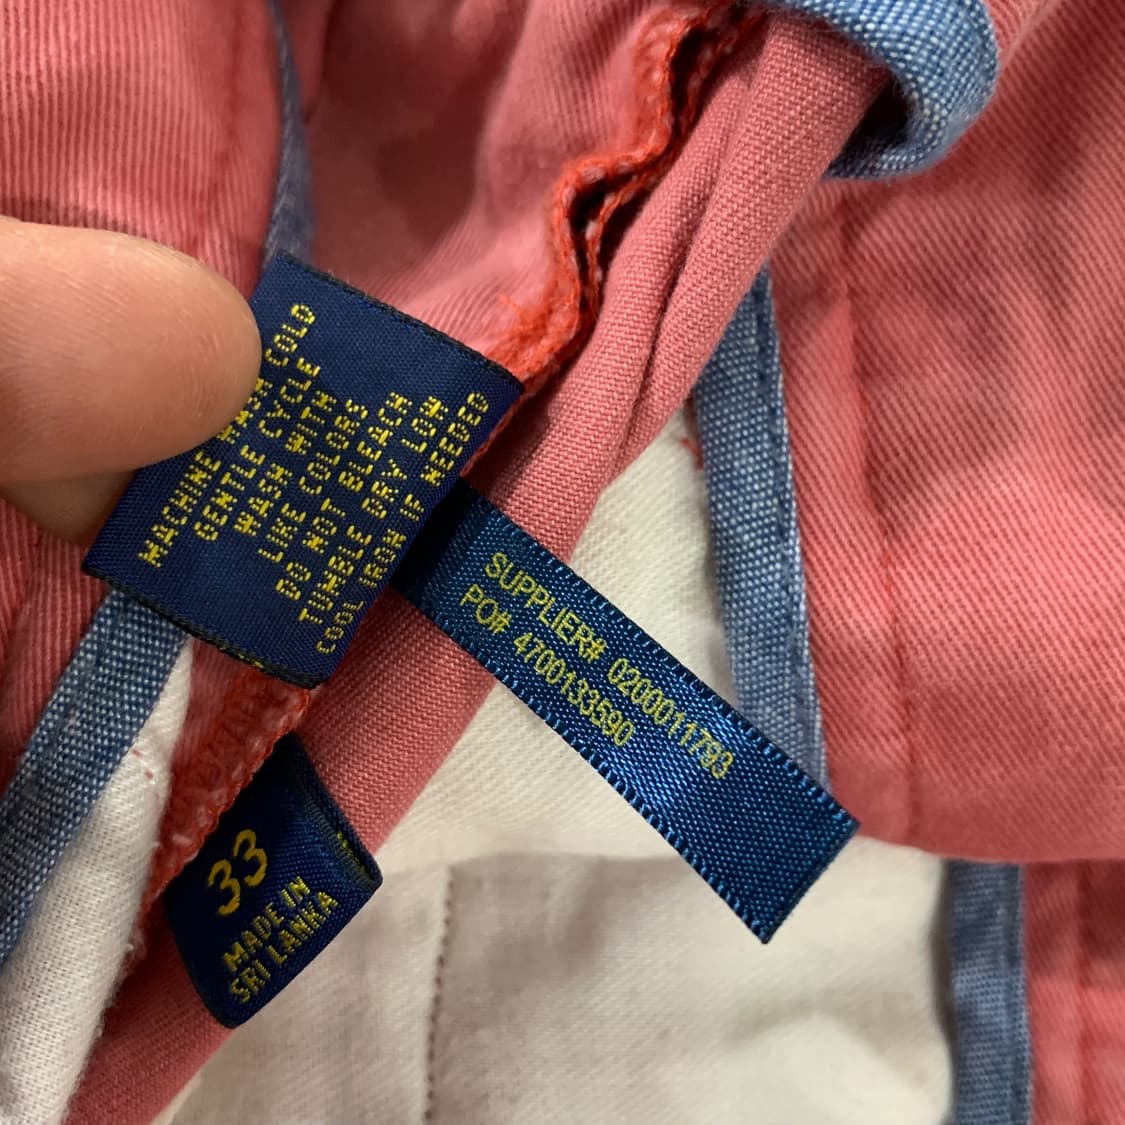 MACHINE WASH COLD
GENTLE CYCLE
WASH WITH
LIKE COLORS
DO NOT BLEACH
TUMBLE DRY LOW
COOL IRON IF NEEDED
SUPPLIER# 0200011793
PO# 4700133590
33
MADE IN
SRI LANKA